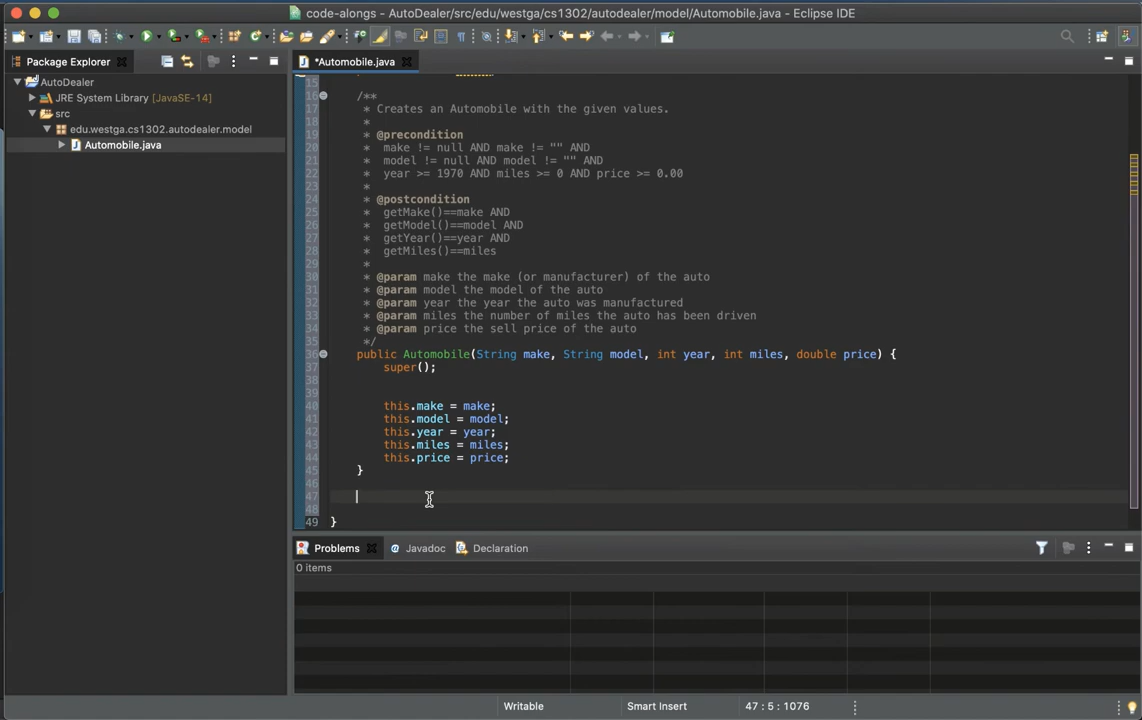 code-alongs - AutoDealer/src/edu/westga/cs1302/autodealer/model/Automobile.java - Eclipse IDE
Package Explorer
*Automobile.java
AutoDealer
JRE System Library [JavaSE-14]
src
edu.westga.cs1302.autodealer.model
Automobile.java
15
16 /**
17 * Creates an Automobile with the given values.
18 *
19 * @precondition
20 * make != null AND make != "" AND
21 * model != null AND model != "" AND
22 * year >= 1970 AND miles >= 0 AND price >= 0.00
23 *
24 * @postcondition
25 * getMake()==make AND
26 * getModel()==model AND
27 * getYear()==year AND
28 * getMiles()==miles
29 *
30 * @param make the make (or manufacturer) of the auto
31 * @param model the model of the auto
32 * @param year the year the auto was manufactured
33 * @param miles the number of miles the auto has been driven
34 * @param price the sell price of the auto
35 */
36 public Automobile(String make, String model, int year, int miles, double price) {
37 super();
38
39
40 this.make = make;
41 this.model = model;
42 this.year = year;
43 this.miles = miles;
44 this.price = price;
45 }
46
47
48
49 }
Problems
@ Javadoc
Declaration
0 items
Writable
Smart Insert
47 : 5 : 1076